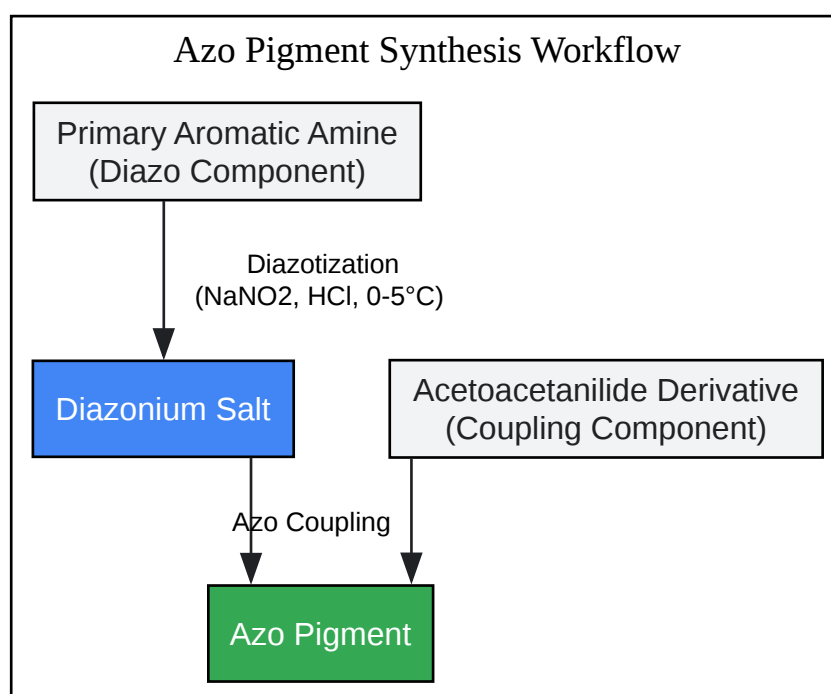 Azo Pigment Synthesis Workflow
Primary Aromatic Amine
(Diazo Component)
Diazotization
(NaNO2, HCl, 0-5°C)
Diazonium Salt
Acetoacetanilide Derivative
(Coupling Component)
Azo Coupling
Azo Pigment